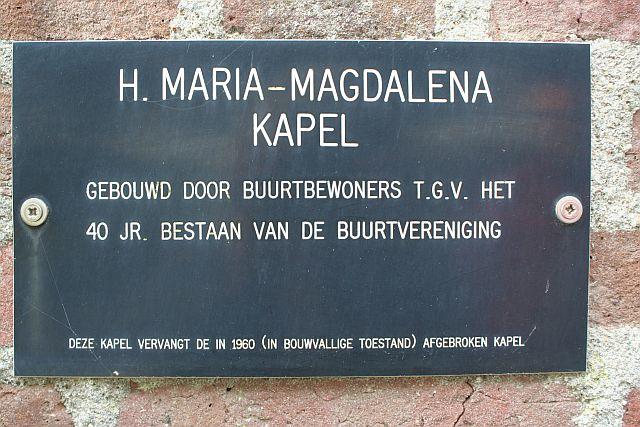 H. MARIA-MAGDALENA
KAPEL
GEBOUWD DOOR BUURTBEWONERS T.G.V. HET
40 JR. BESTAAN VAN DE BUURTVERENIGING
DEZE KAPEL VERVANGT DE IN 1960 (IN BOUWVALLIGE TOESTAND) AFGEBROKEN KAPEL